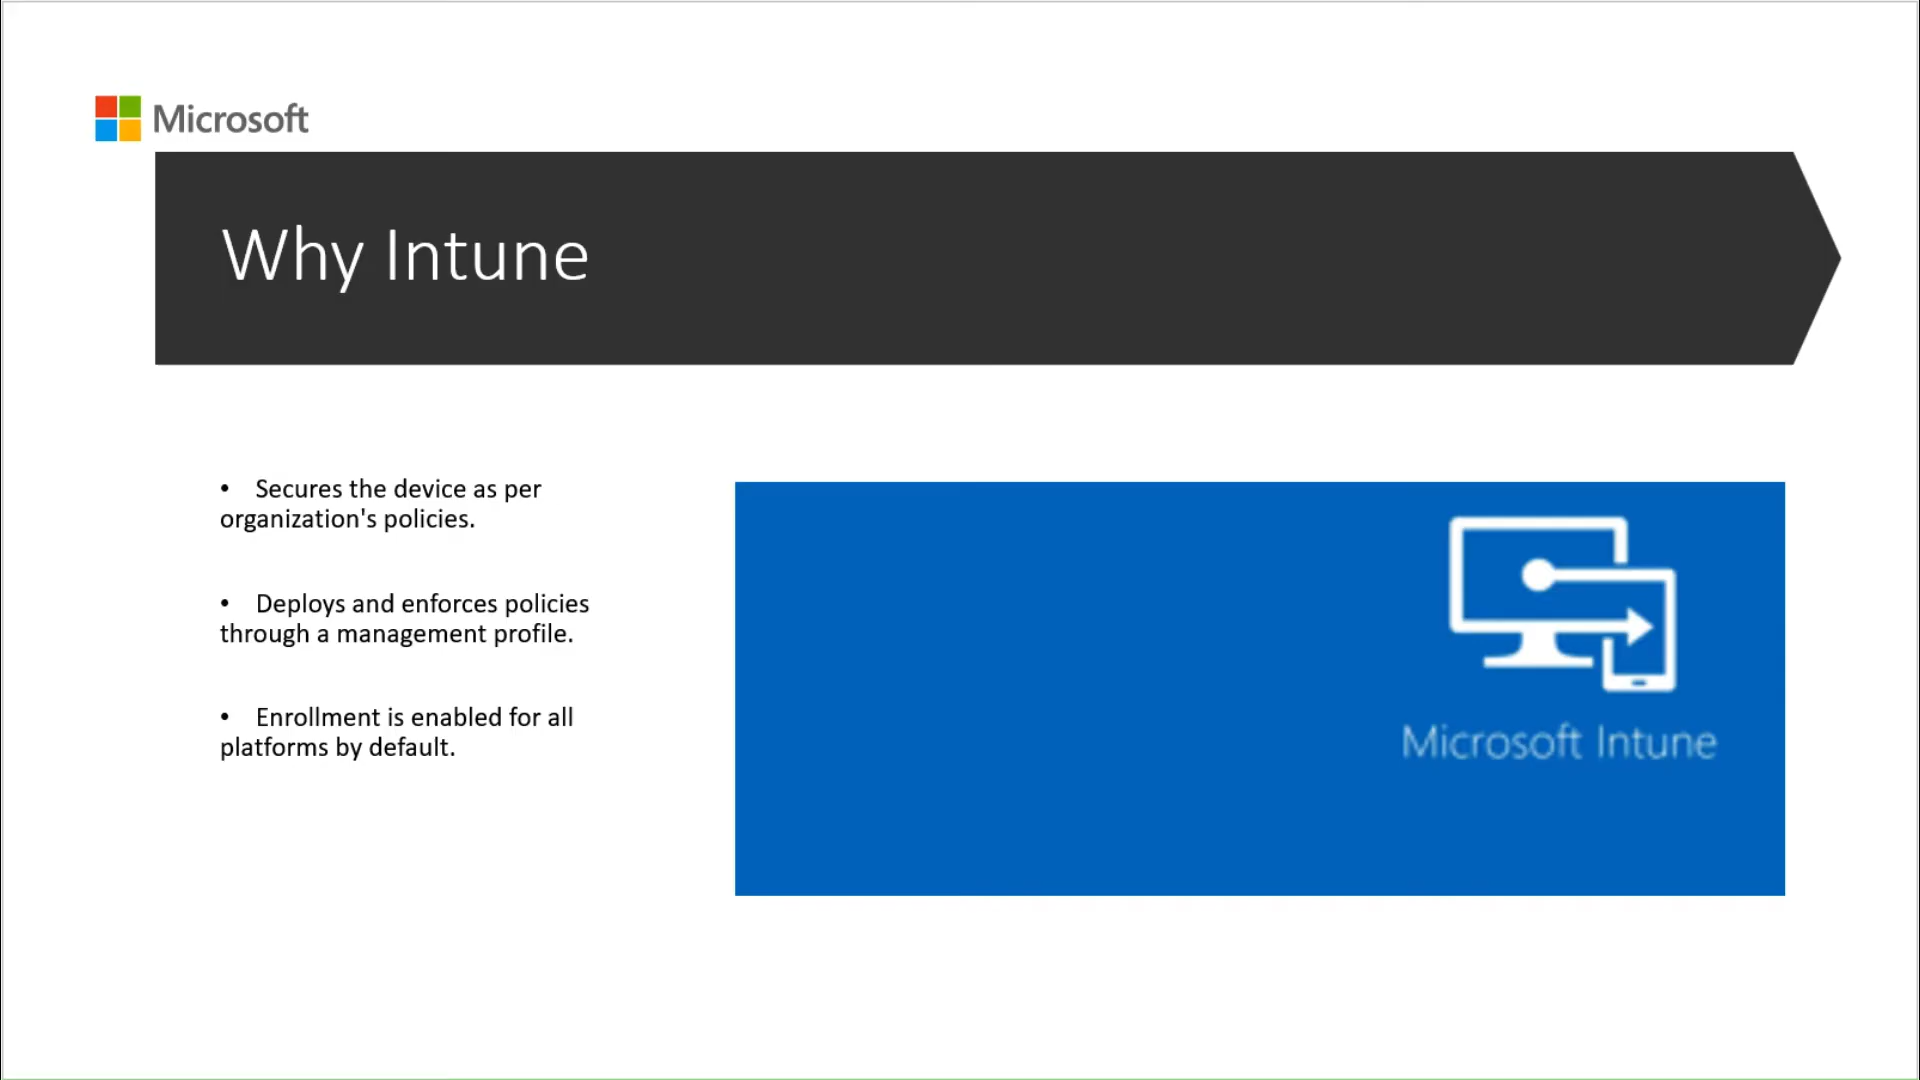 Microsoft
Why Intune
• Secures the device as per
organization's policies.
• Deploys and enforces policies
through a management profile.
• Enrollment is enabled for all
platforms by default.
Microsoft Intune